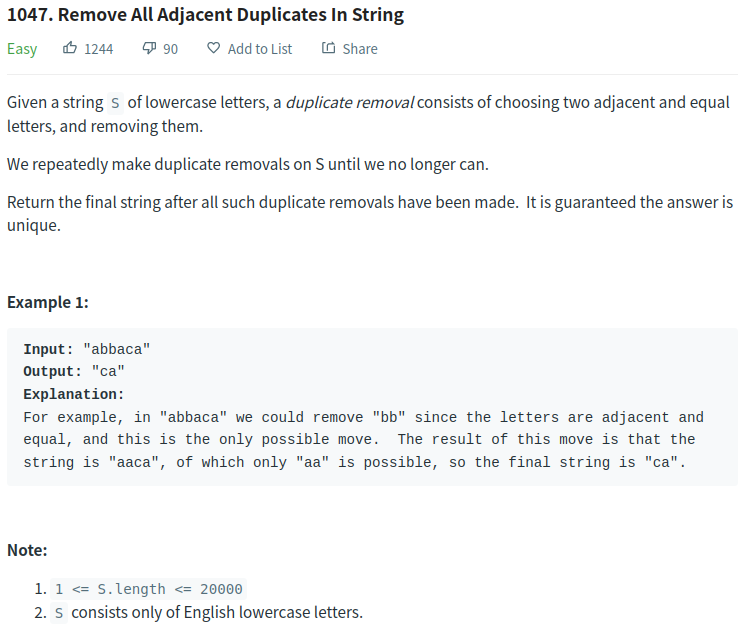 1047. Remove All Adjacent Duplicates In String
Easy 1244 90 Add to List Share
Given a string S of lowercase letters, a duplicate removal consists of choosing two adjacent and equal
letters, and removing them.
We repeatedly make duplicate removals on S until we no longer can.
Return the final string after all such duplicate removals have been made.  It is guaranteed the answer is
unique.
Example 1:
Input: "abbaca"
Output: "ca"
Explanation:
For example, in "abbaca" we could remove "bb" since the letters are adjacent and
equal, and this is the only possible move.  The result of this move is that the
string is "aaca", of which only "aa" is possible, so the final string is "ca".
Note:
1. 1 <= S.length <= 20000
2. S consists only of English lowercase letters.